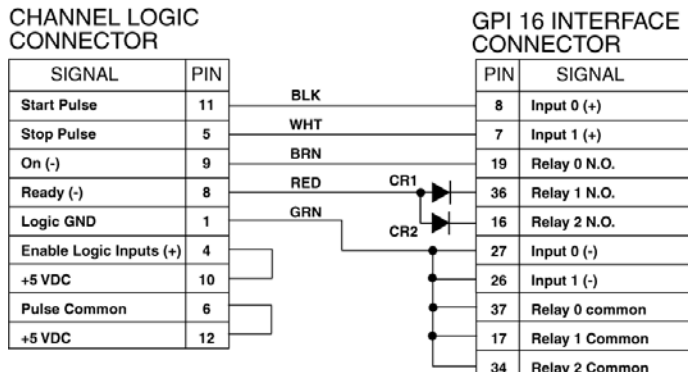 CHANNEL LOGIC
CONNECTOR
SIGNAL PIN
Start Pulse 11
Stop Pulse 5
On (-) 9
Ready (-) 8
Logic GND 1
Enable Logic Inputs (+) 4
+5 VDC 10
Pulse Common 6
+5 VDC 12
BLK
WHT
BRN
RED
GRN
CR1
CR2
GPI 16 INTERFACE
CONNECTOR
PIN SIGNAL
8 Input 0 (+)
7 Input 1 (+)
19 Relay 0 N.O.
36 Relay 1 N.O.
16 Relay 2 N.O.
27 Input 0 (-)
26 Input 1 (-)
37 Relay 0 common
17 Relay 1 Common
34 Relay 2 Common